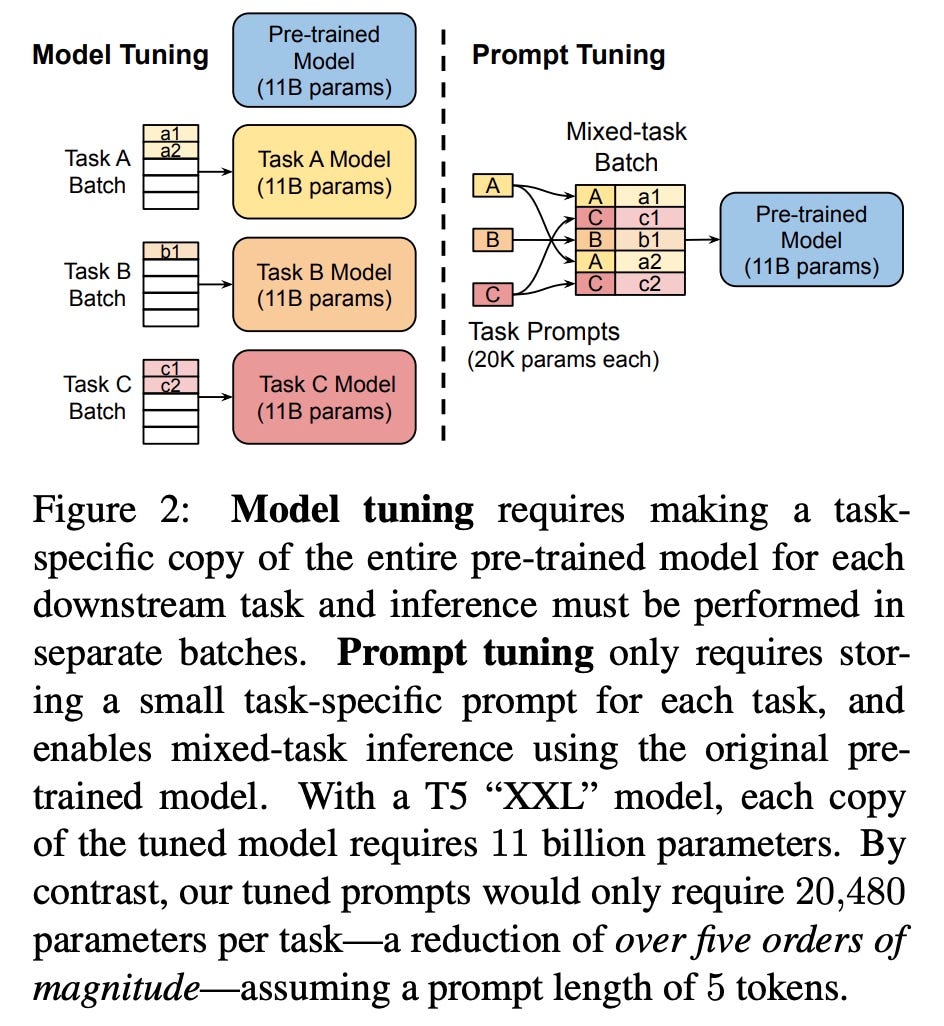 Model Tuning
Pre-trained
Model
(11B params)
Task A
Batch
a1
a2
Task A Model
(11B params)
Task B
Batch
b1
Task B Model
(11B params)
Task C
Batch
c1
c2
Task C Model
(11B params)
Prompt Tuning
Mixed-task
Batch
A
B
C
A a1
C c1
B b1
A a2
C c2
Pre-trained
Model
(11B params)
Task Prompts
(20K params each)
Figure 2: Model tuning requires making a task-
specific copy of the entire pre-trained model for each
downstream task and inference must be performed in
separate batches. Prompt tuning only requires stor-
ing a small task-specific prompt for each task, and
enables mixed-task inference using the original pre-
trained model. With a T5 “XXL” model, each copy
of the tuned model requires 11 billion parameters. By
contrast, our tuned prompts would only require 20,480
parameters per task—a reduction of over five orders of
magnitude—assuming a prompt length of 5 tokens.